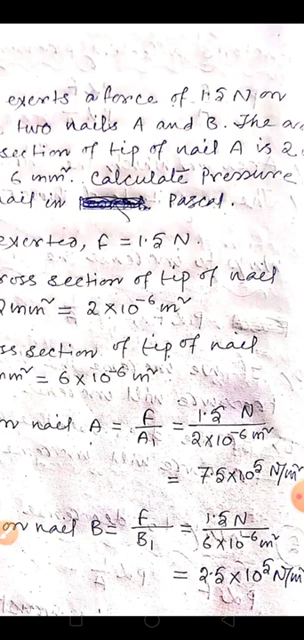 exerts a force of 1.5 N on
two nails A and B. The
section of tip of nail A is 2
6 mm². Calculate Pressure
nail in Pascal.
exerted, f = 1.5 N.
cross section of tip of nail
2mm² = 2 × 10⁻⁶ m²
section of tip of nail
mm² = 6 × 10⁻⁶ m²
on nail A = f/A₁ = 1.5 N/2×10⁻⁶ m²
= 7.5×10⁵ N/m²
on nail B = f/B₁ = 1.5 N/6×10⁻⁶ m²
= 2.5 × 10⁵ N/m²